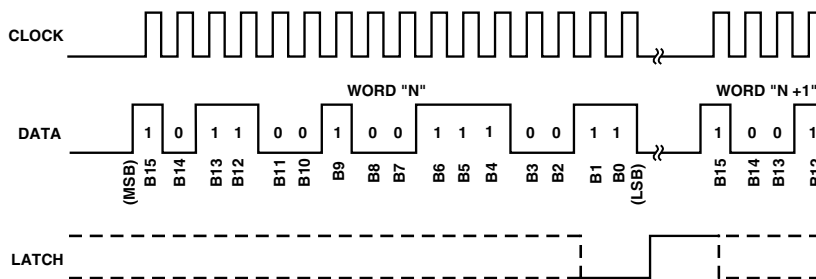 CLOCK
WORD "N"
WORD "N +1"
DATA
1 0 1 1 0 0 1 0 0 1 1 1 0 0 1 1 1 0 0 1
(MSB) B15 B14 B13 B12 B11 B10 B9 B8 B7 B6 B5 B4 B3 B2 B1 B0 (LSB) B15 B14 B13 B12
LATCH